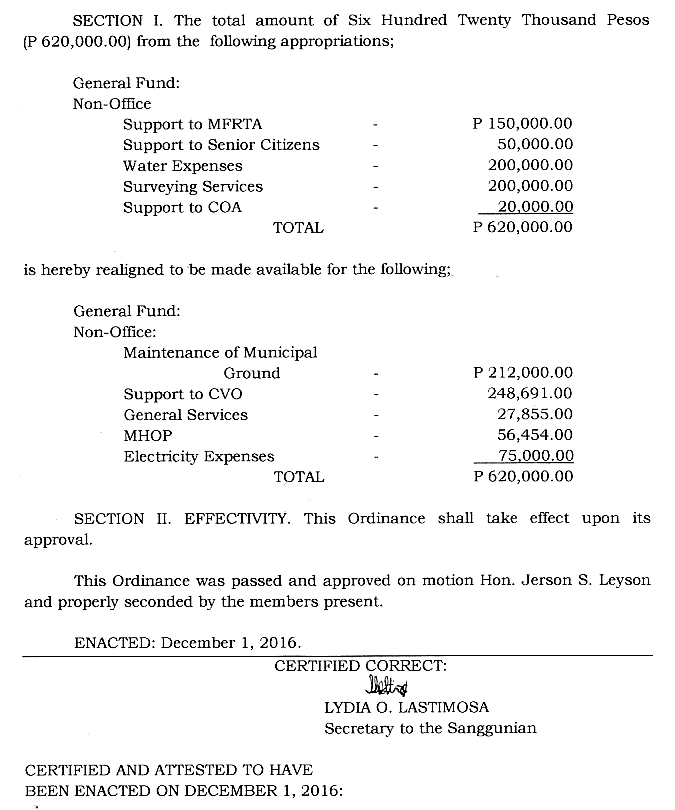 SECTION I. The total amount of Six Hundred Twenty Thousand Pesos
(P 620,000.00) from the following appropriations;
General Fund:
Non-Office
Support to MFRTA - P 150,000.00
Support to Senior Citizens - 50,000.00
Water Expenses - 200,000.00
Surveying Services - 200,000.00
Support to COA - 20,000.00
TOTAL P 620,000.00
is hereby realigned to be made available for the following;
General Fund:
Non-Office:
Maintenance of Municipal
Ground - P 212,000.00
Support to CVO - 248,691.00
General Services - 27,855.00
MHOP - 56,454.00
Electricity Expenses - 75,000.00
TOTAL P 620,000.00
SECTION II. EFFECTIVITY. This Ordinance shall take effect upon its
approval.
This Ordinance was passed and approved on motion Hon. Jerson S. Leyson
and properly seconded by the members present.
ENACTED: December 1, 2016.
CERTIFIED CORRECT:
LYDIA O. LASTIMOSA
Secretary to the Sanggunian
CERTIFIED AND ATTESTED TO HAVE
BEEN ENACTED ON DECEMBER 1, 2016: